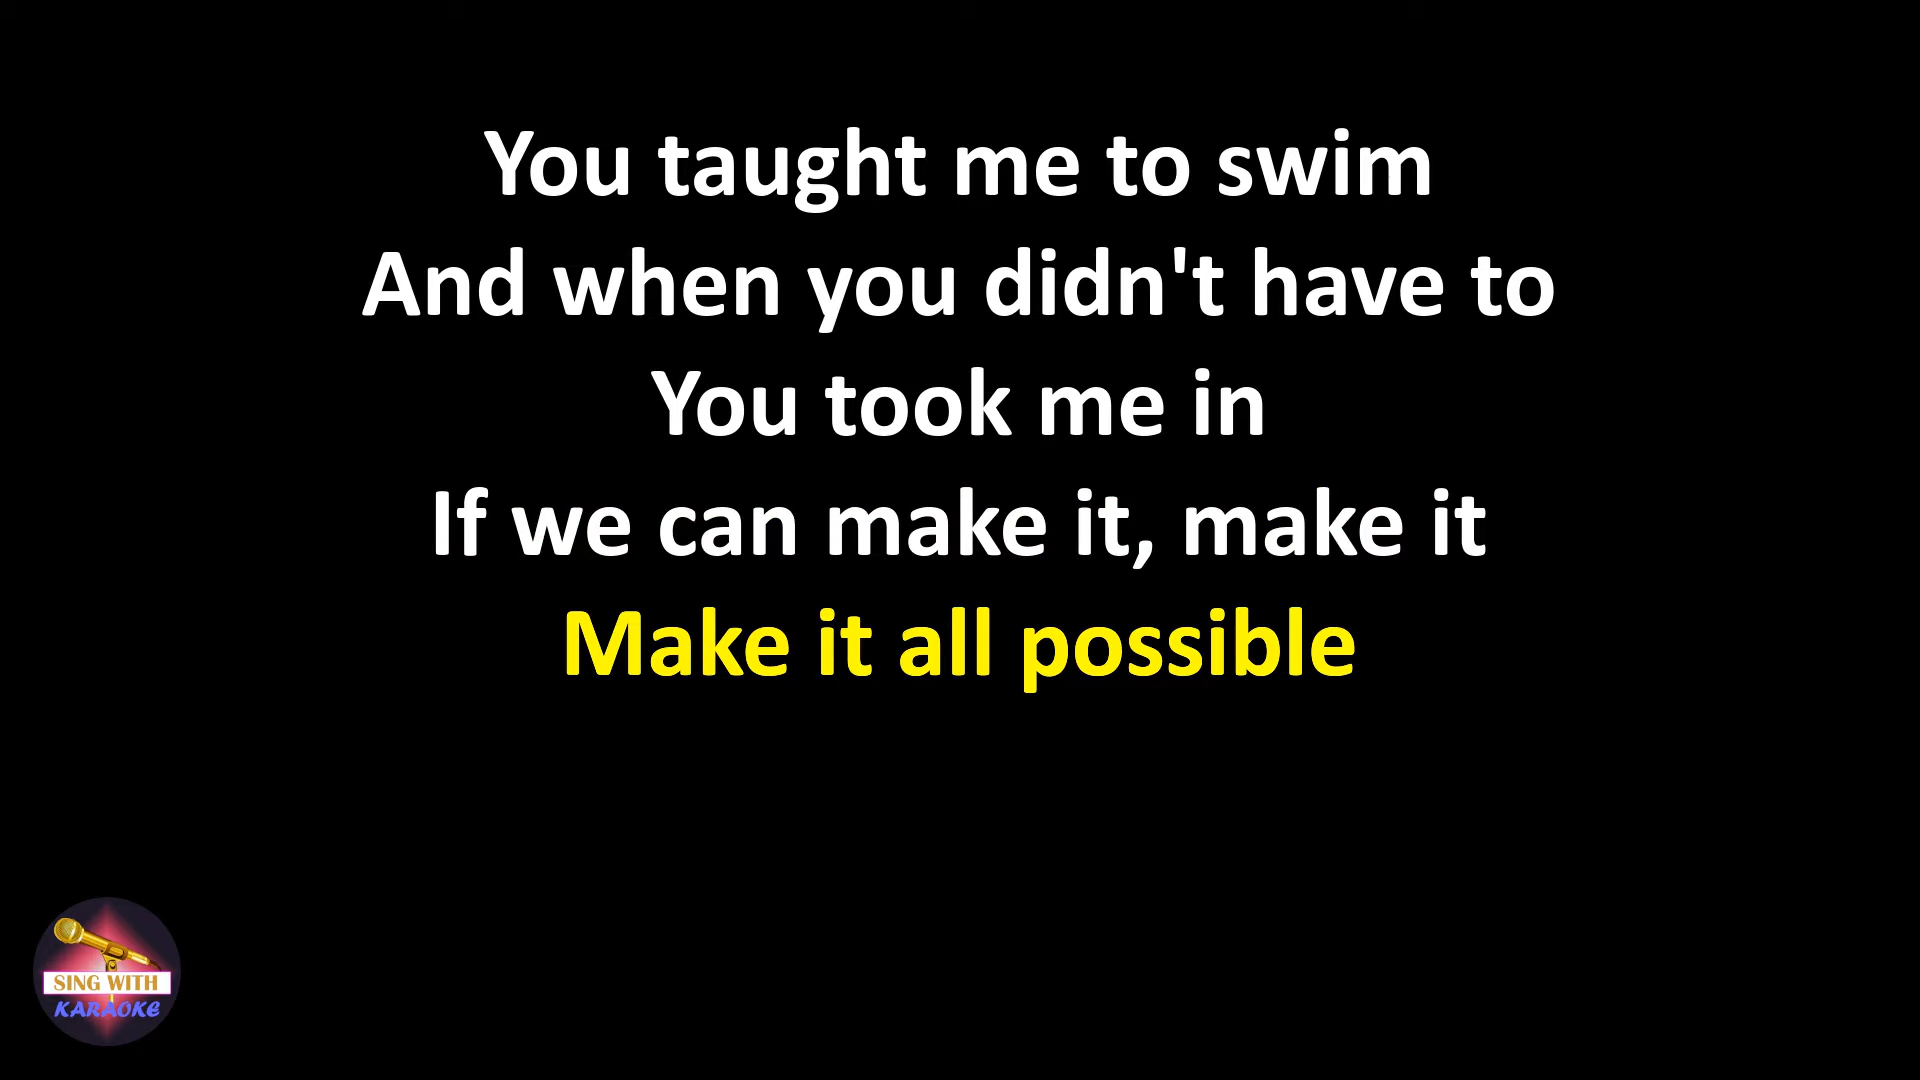 You taught me to swim
And when you didn't have to
You took me in
If we can make it, make it
Make it all possible
SING WITH
KARAOKE